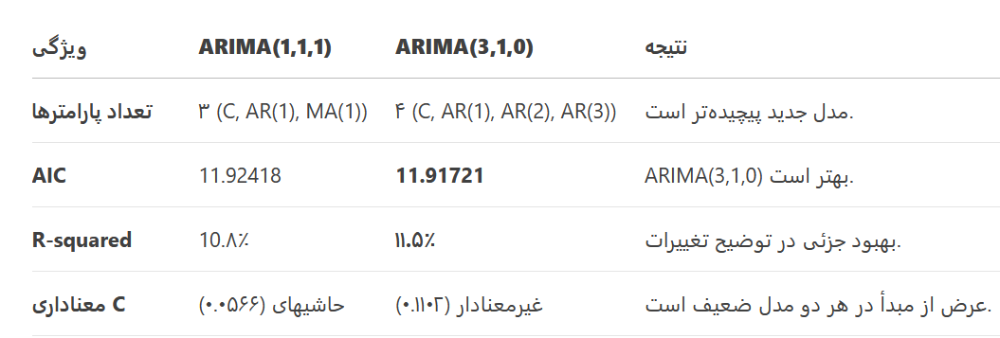 ویژگی ARIMA(1,1,1) ARIMA(3,1,0) نتیجه
تعداد پارامترها ۳ (C, AR(1), MA(1)) ۴ (C, AR(1), AR(2), AR(3)) مدل جدید پیچیده‌تر است.
AIC 11.92418 11.91721 ARIMA(3,1,0) بهتر است.
R-squared 10.۸٪ ۱۱.۵٪ بهبود جزئی در توضیح تغییرات.
معناداری C حاشیهای (۰.۰۵۶۶) غیرمعنادار (۰.۱۱۰۲) عرض از مبدأ در هر دو مدل ضعیف است.